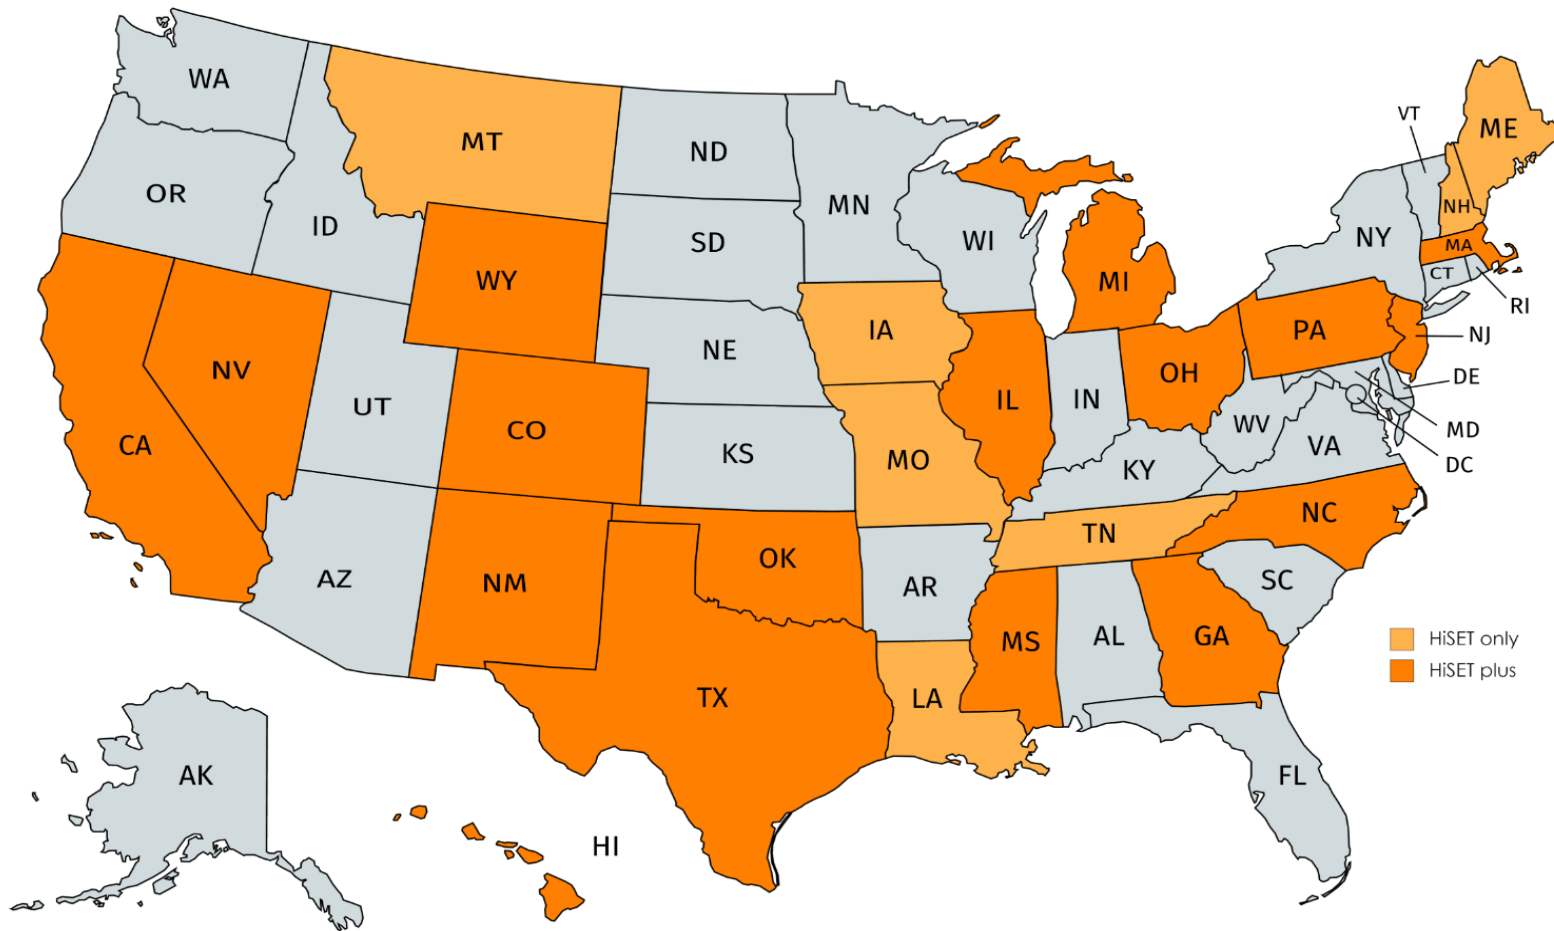 WA
MT
ND
MN
VT
ME
OR
ID
SD
WI
NY
NH
MA
CT
RI
WY
MI
IA
PA
NJ
NE
NV
UT
CO
IL
IN
OH
DE
CA
KS
MO
WV
MD
VA
DC
KY
NC
TN
AZ
NM
OK
AR
SC
MS
AL
GA
HiSET only
HiSET plus
TX
LA
AK
FL
HI